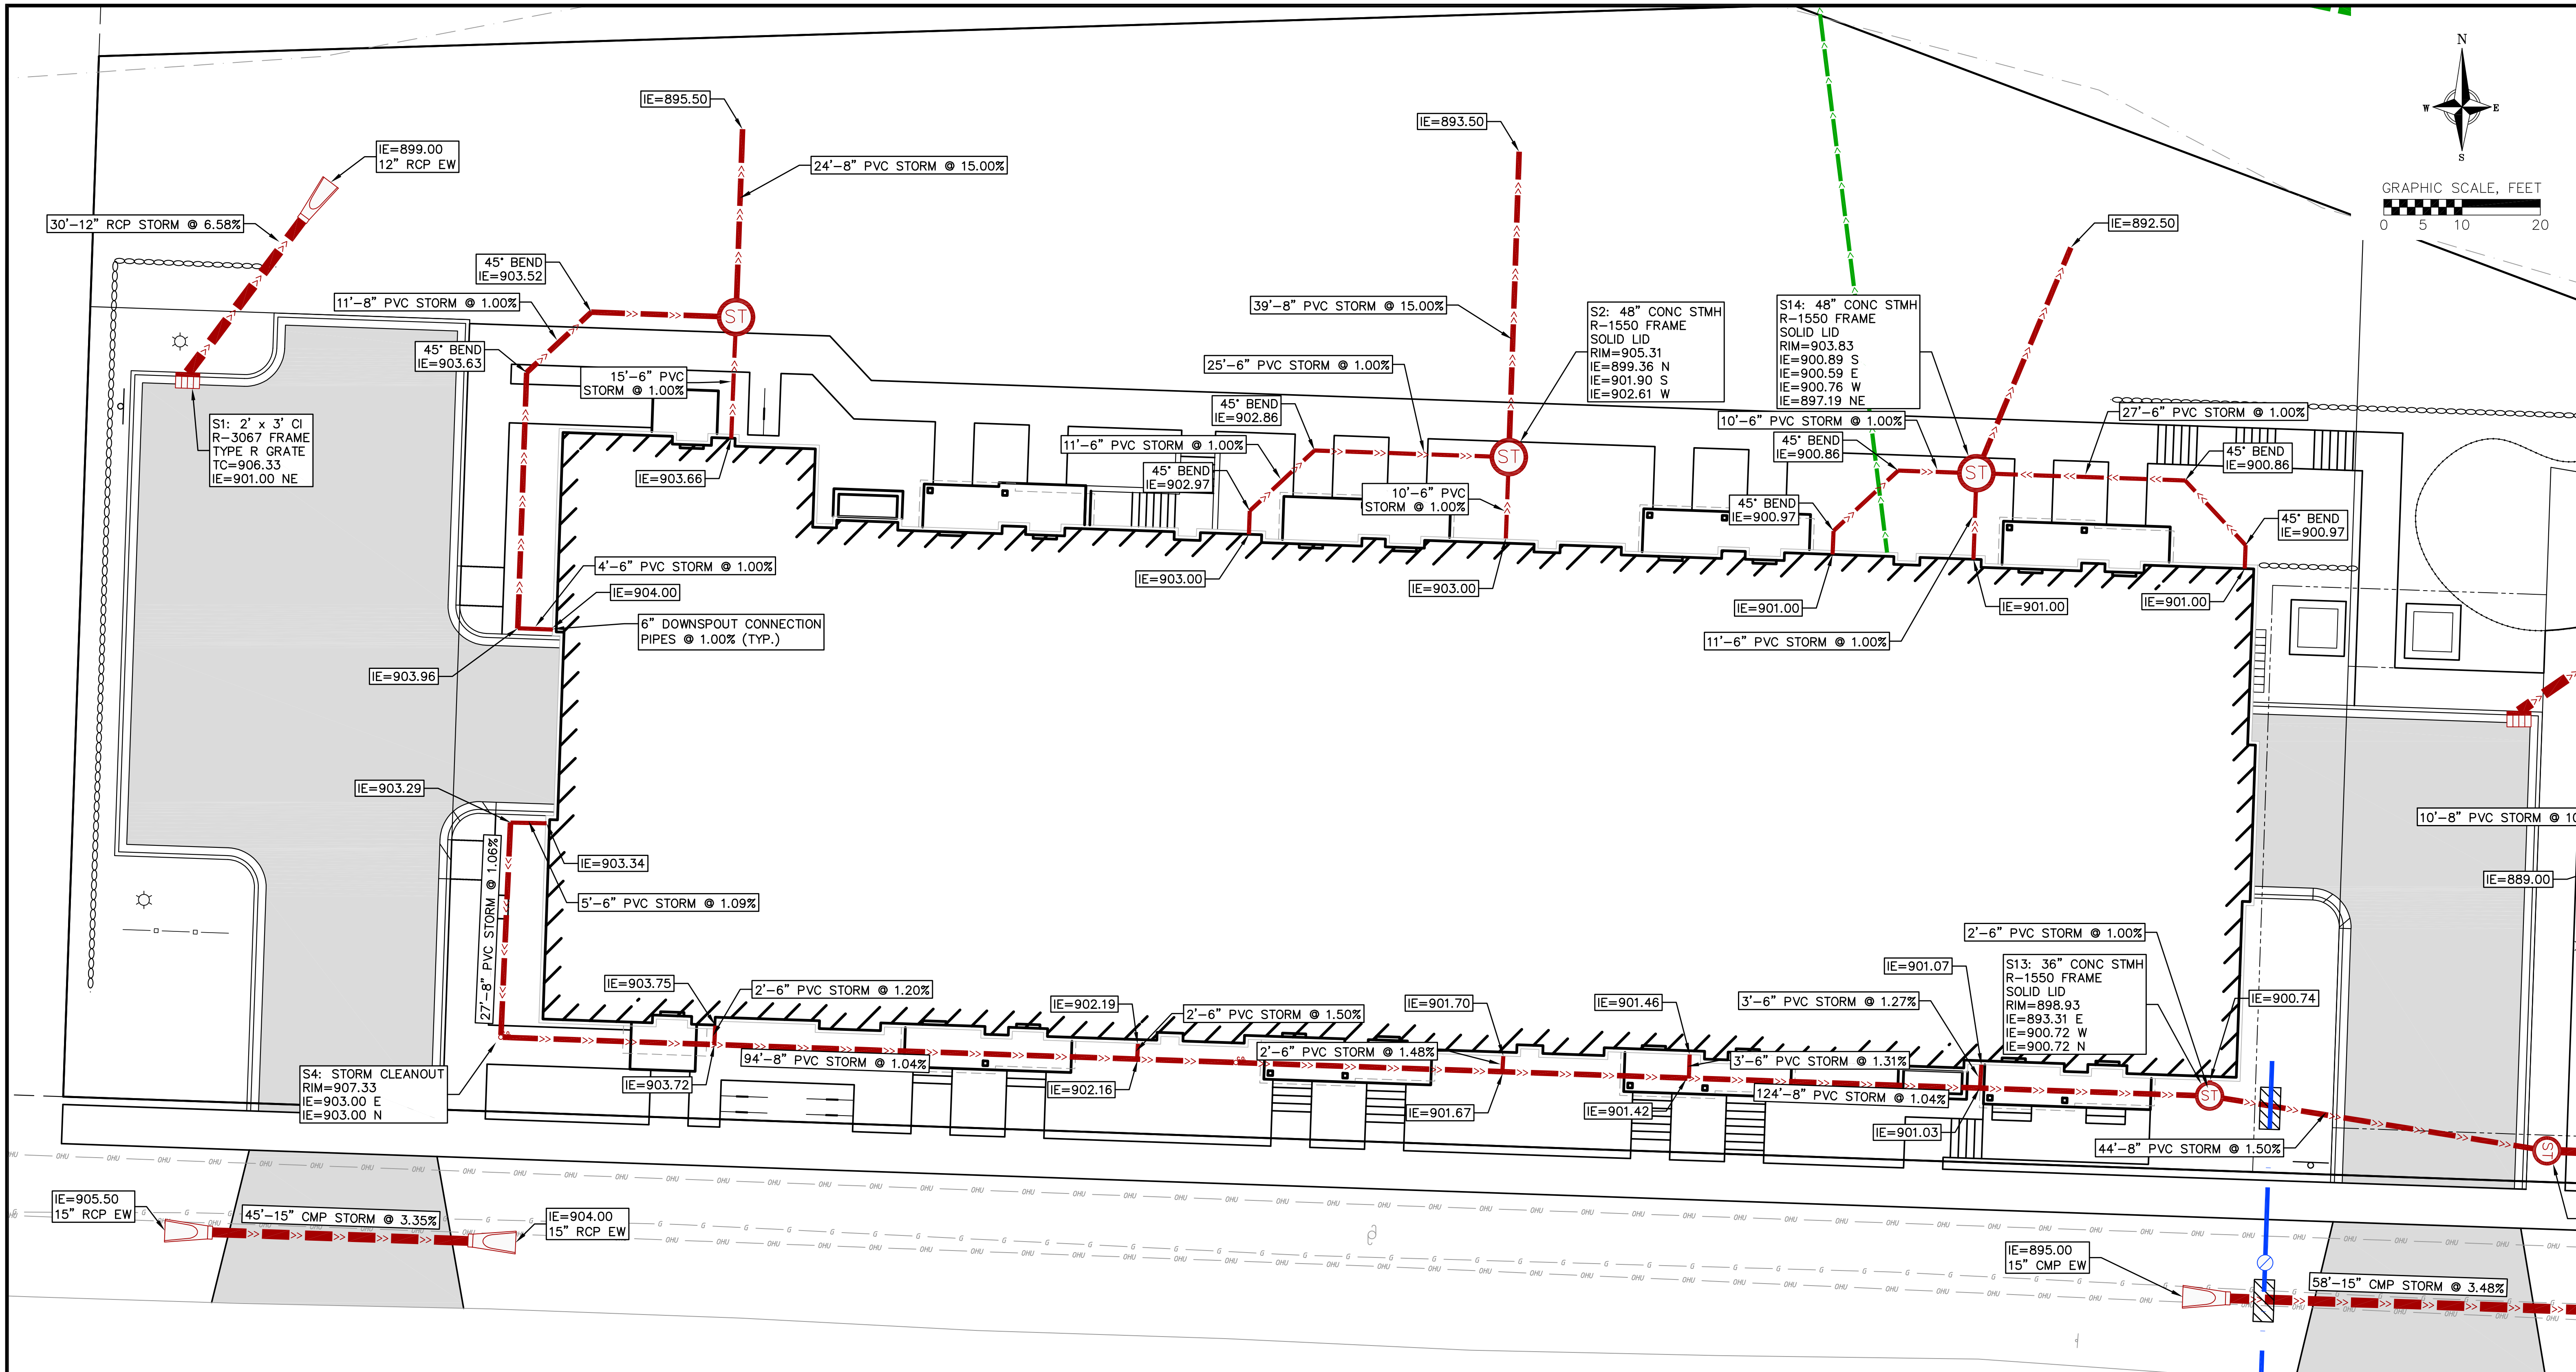 N
W
E
S
GRAPHIC SCALE, FEET
0 5 10 20
IE=895.50
24'-8" PVC STORM @ 15.00%
IE=899.00
12" RCP EW
30'-12" RCP STORM @ 6.58%
45° BEND
IE=903.52
11'-8" PVC STORM @ 1.00%
ST
45° BEND
IE=903.63
15'-6" PVC
STORM @ 1.00%
S1: 2' x 3' CI
R-3067 FRAME
TYPE R GRATE
TC=906.33
IE=901.00 NE
IE=903.66
4'-6" PVC STORM @ 1.00%
IE=904.00
6" DOWNSPOUT CONNECTION
PIPES @ 1.00% (TYP.)
IE=903.96
IE=893.50
39'-8" PVC STORM @ 15.00%
25'-6" PVC STORM @ 1.00%
S2: 48" CONC STMH
R-1550 FRAME
SOLID LID
RIM=905.31
IE=899.36 N
IE=901.90 S
IE=902.61 W
45° BEND
IE=902.86
11'-6" PVC STORM @ 1.00%
45° BEND
IE=902.97
ST
10'-6" PVC
STORM @ 1.00%
IE=903.00
IE=903.00
IE=892.50
S14: 48" CONC STMH
R-1550 FRAME
SOLID LID
RIM=903.83
IE=900.89 S
IE=900.59 E
IE=900.76 W
IE=897.19 NE
10'-6" PVC STORM @ 1.00%
27'-6" PVC STORM @ 1.00%
45° BEND
IE=900.86
45° BEND
IE=900.86
ST
45° BEND
IE=900.97
45° BEND
IE=900.97
IE=901.00
IE=901.00
IE=901.00
11'-6" PVC STORM @ 1.00%
IE=903.29
27'-8" PVC STORM @ 1.06%
IE=903.34
5'-6" PVC STORM @ 1.09%
10'-8" PVC STORM @ 10
IE=889.00
IE=903.75
2'-6" PVC STORM @ 1.20%
IE=902.19
2'-6" PVC STORM @ 1.50%
IE=901.70
IE=901.46
3'-6" PVC STORM @ 1.27%
IE=901.07
2'-6" PVC STORM @ 1.00%
S13: 36" CONC STMH
R-1550 FRAME
SOLID LID
RIM=898.93
IE=893.31 E
IE=900.72 W
IE=900.72 N
IE=900.74
94'-8" PVC STORM @ 1.04%
2'-6" PVC STORM @ 1.48%
3'-6" PVC STORM @ 1.31%
124'-8" PVC STORM @ 1.04%
S4: STORM CLEANOUT
RIM=907.33
IE=903.00 E
IE=903.00 N
IE=903.72
IE=902.16
IE=901.67
IE=901.42
IE=901.03
ST
44'-8" PVC STORM @ 1.50%
ST
IE=905.50
15" RCP EW
45'-15" CMP STORM @ 3.35%
IE=904.00
15" RCP EW
IE=895.00
15" CMP EW
58'-15" CMP STORM @ 3.48%
OHU
G